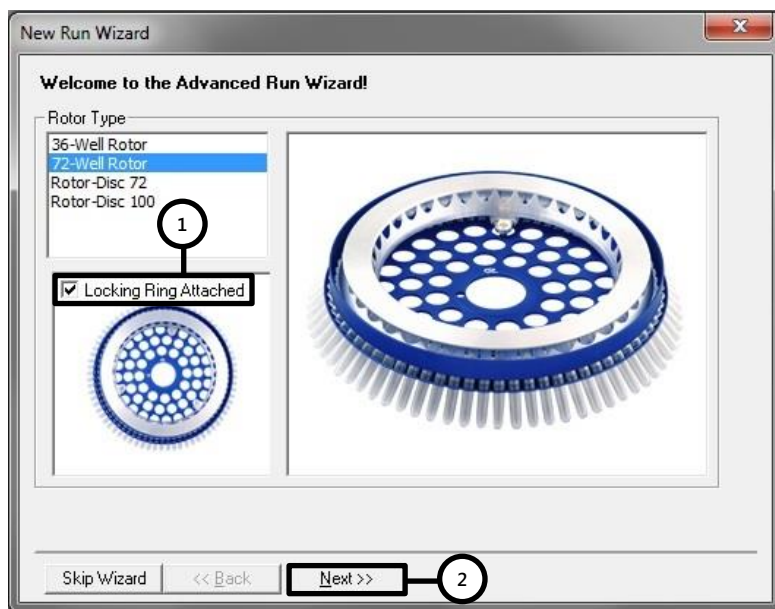 New Run Wizard
Welcome to the Advanced Run Wizard!
Rotor Type
36-Well Rotor
72-Well Rotor
Rotor-Disc 72
Rotor-Disc 100
1
Locking Ring Attached
Skip Wizard
<< Back
Next >>
2